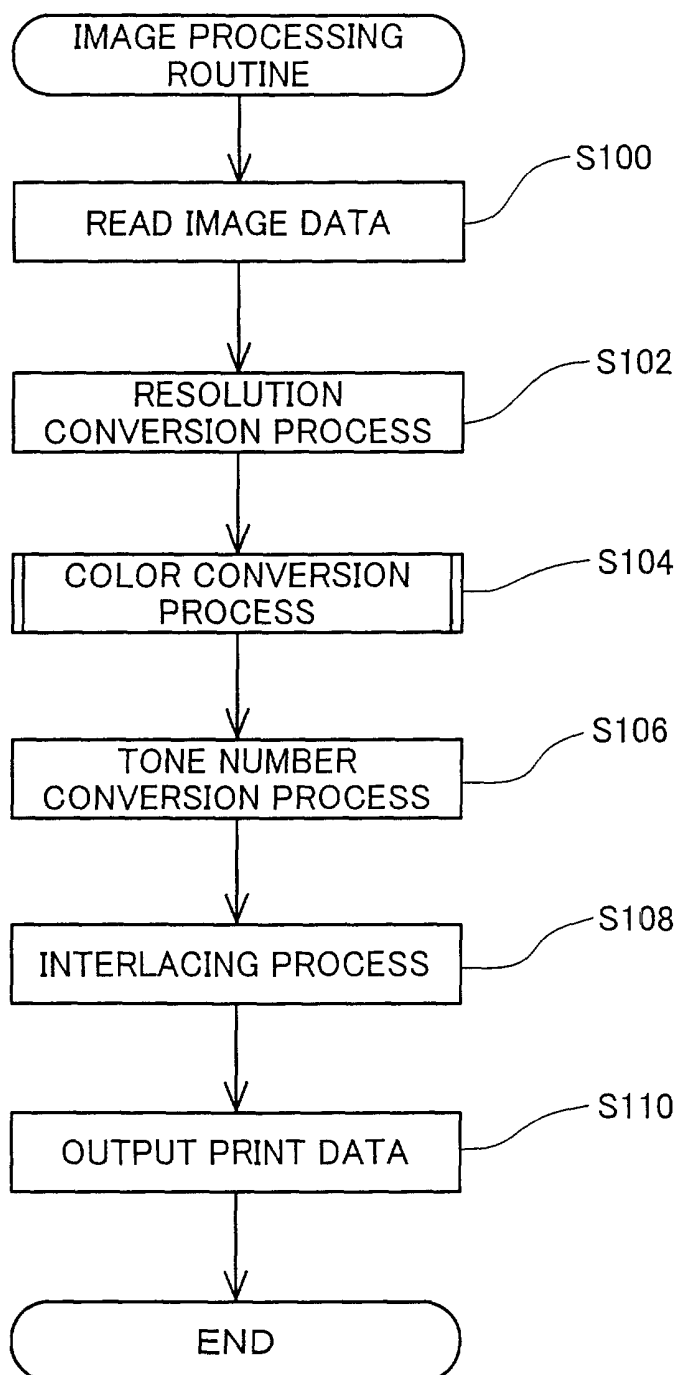 IMAGE PROCESSING
ROUTINE
S100
READ IMAGE DATA
S102
RESOLUTION
CONVERSION PROCESS
S104
COLOR CONVERSION
PROCESS
S106
TONE NUMBER
CONVERSION PROCESS
S108
INTERLACING PROCESS
S110
OUTPUT PRINT DATA
END